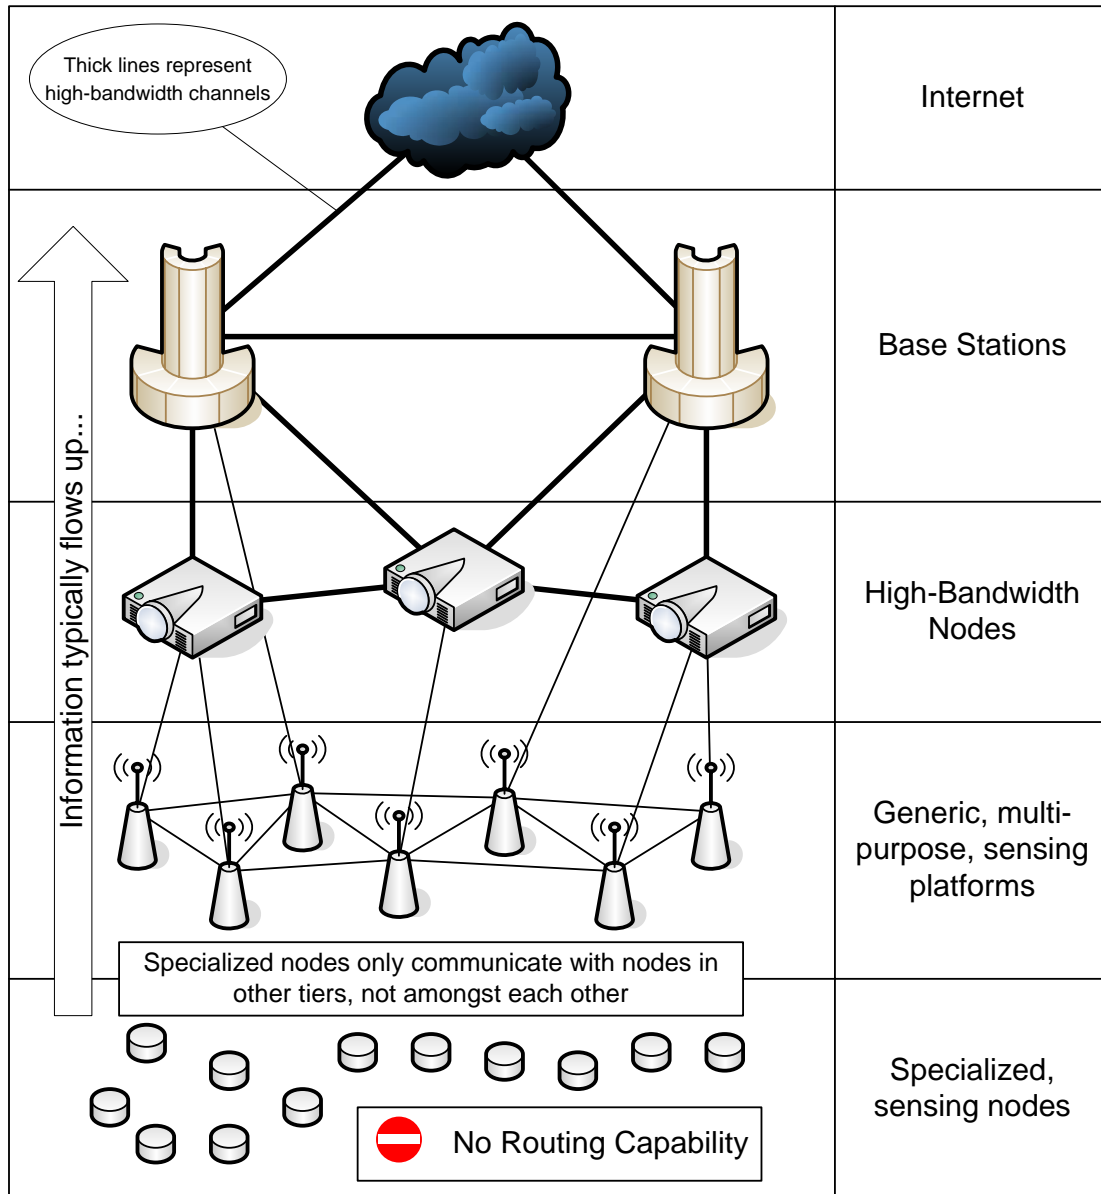 Thick lines represent
high-bandwidth channels
Internet
Base Stations
Information typically flows up...
High-Bandwidth
Nodes
Generic, multi-
purpose, sensing
platforms
Specialized nodes only communicate with nodes in
other tiers, not amongst each other
Specialized,
sensing nodes
No Routing Capability